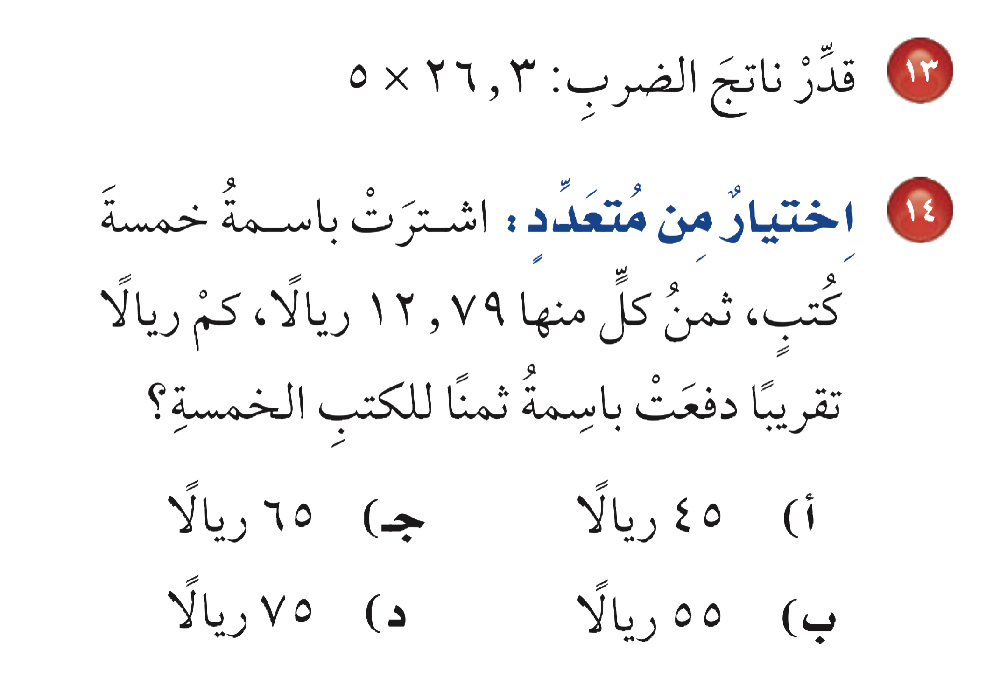 ١٣ قدِّرْ ناتجَ الضربِ: ٢٦,٣ × ٥
١٤ اِختيارٌ مِن مُتعَدِّدٍ: اشترَتْ باسمةُ خمسةَ
كُتبٍ، ثمنُ كلٍّ منها ١٢,٧٩ ريالًا، كمْ ريالًا
تقريبًا دفعَتْ باسِمةُ ثمنًا للكتبِ الخمسةِ؟
أ) ٤٥ ريالًا جـ) ٦٥ ريالًا
ب) ٥٥ ريالًا د) ٧٥ ريالًا